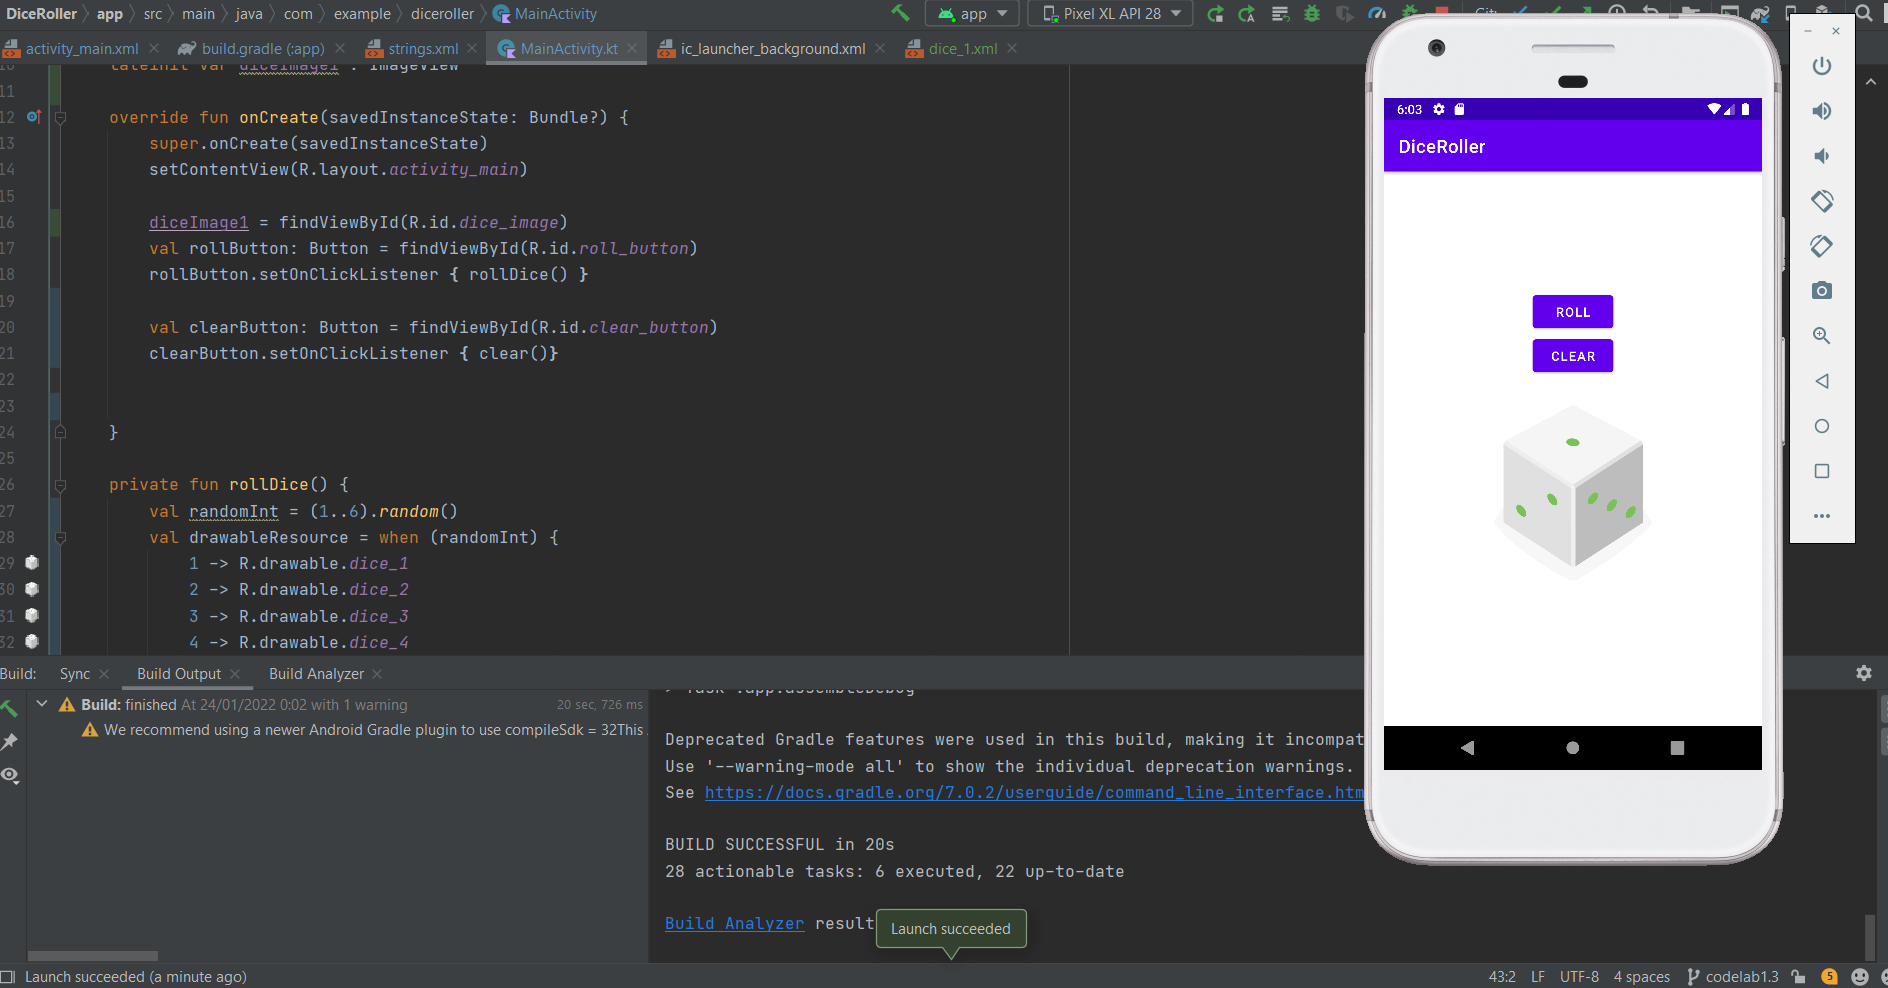 DiceRoller app src main java com example diceroller MainActivity
app Pixel XL API 28 Git:
activity_main.xml build.gradle (:app) strings.xml MainActivity.kt ic_launcher_background.xml dice_1.xml
10 lateinit var diceImage1 : ImageView
11
12 override fun onCreate(savedInstanceState: Bundle?) {
13 super.onCreate(savedInstanceState)
14 setContentView(R.layout.activity_main)
15
16 diceImage1 = findViewById(R.id.dice_image)
17 val rollButton: Button = findViewById(R.id.roll_button)
18 rollButton.setOnClickListener { rollDice() }
19
20 val clearButton: Button = findViewById(R.id.clear_button)
21 clearButton.setOnClickListener { clear()}
22
23
24 }
25
26 private fun rollDice() {
27 val randomInt = (1..6).random()
28 val drawableResource = when (randomInt) {
29 1 -> R.drawable.dice_1
30 2 -> R.drawable.dice_2
31 3 -> R.drawable.dice_3
32 4 -> R.drawable.dice_4
6:03
DiceRoller
ROLL
CLEAR
Build: Sync Build Output Build Analyzer
Build: finished At 24/01/2022 0:02 with 1 warning 20 sec, 726 ms
We recommend using a newer Android Gradle plugin to use compileSdk = 32This
> Task :app:assembleDebug
Deprecated Gradle features were used in this build, making it incompat
Use '--warning-mode all' to show the individual deprecation warnings.
See https://docs.gradle.org/7.0.2/userguide/command_line_interface.htm
BUILD SUCCESSFUL in 20s
28 actionable tasks: 6 executed, 22 up-to-date
Build Analyzer result
Launch succeeded
Launch succeeded (a minute ago) 43:2 LF UTF-8 4 spaces codelab1.3 5